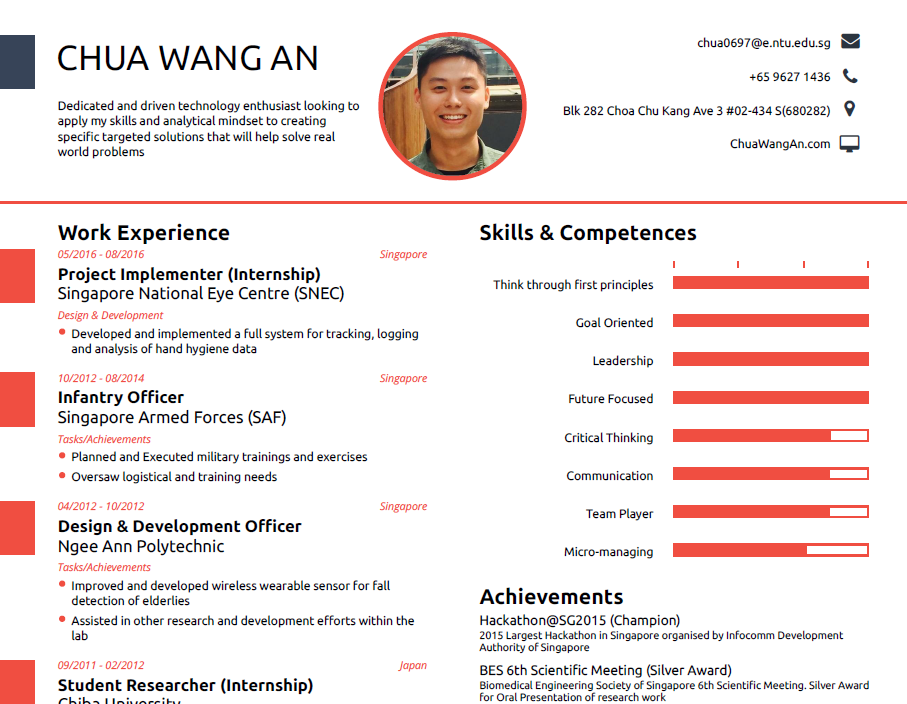 CHUA WANG AN
Dedicated and driven technology enthusiast looking to
apply my skills and analytical mindset to creating
specific targeted solutions that will help solve real
world problems
chua0697@e.ntu.edu.sg
+65 9627 1436
Blk 282 Choa Chu Kang Ave 3 #02-434 S(680282)
ChuaWangAn.com
Work Experience
05/2016 - 08/2016 Singapore
Project Implementer (Internship)
Singapore National Eye Centre (SNEC)
Design & Development
Developed and implemented a full system for tracking, logging
and analysis of hand hygiene data
10/2012 - 08/2014 Singapore
Infantry Officer
Singapore Armed Forces (SAF)
Tasks/Achievements
Planned and Executed military trainings and exercises
Oversaw logistical and training needs
04/2012 - 10/2012 Singapore
Design & Development Officer
Ngee Ann Polytechnic
Tasks/Achievements
Improved and developed wireless wearable sensor for fall
detection of elderlies
Assisted in other research and development efforts within the
lab
09/2011 - 02/2012 Japan
Student Researcher (Internship)
Chiba University
Skills & Competences
Think through first principles
Goal Oriented
Leadership
Future Focused
Critical Thinking
Communication
Team Player
Micro-managing
Achievements
Hackathon@SG2015 (Champion)
2015 Largest Hackathon in Singapore organised by Infocomm Development
Authority of Singapore
BES 6th Scientific Meeting (Silver Award)
Biomedical Engineering Society of Singapore 6th Scientific Meeting. Silver Award
for Oral Presentation of research work